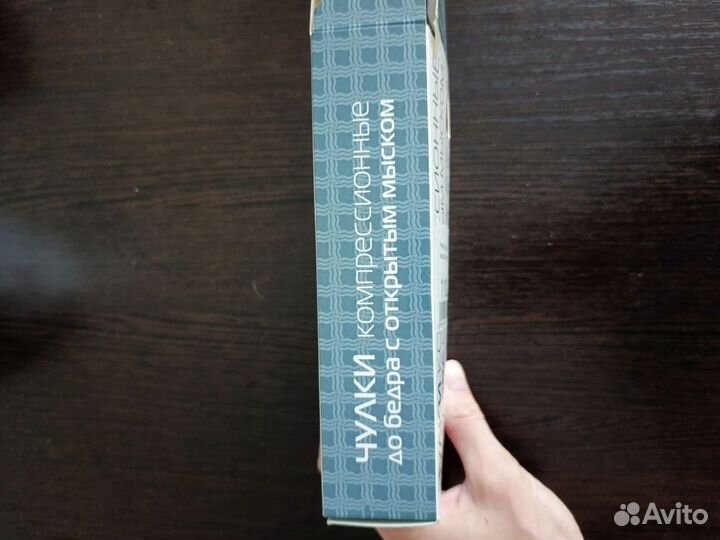 ЧУЛКИ компрессионные
до бедра с открытым мыском
Avito